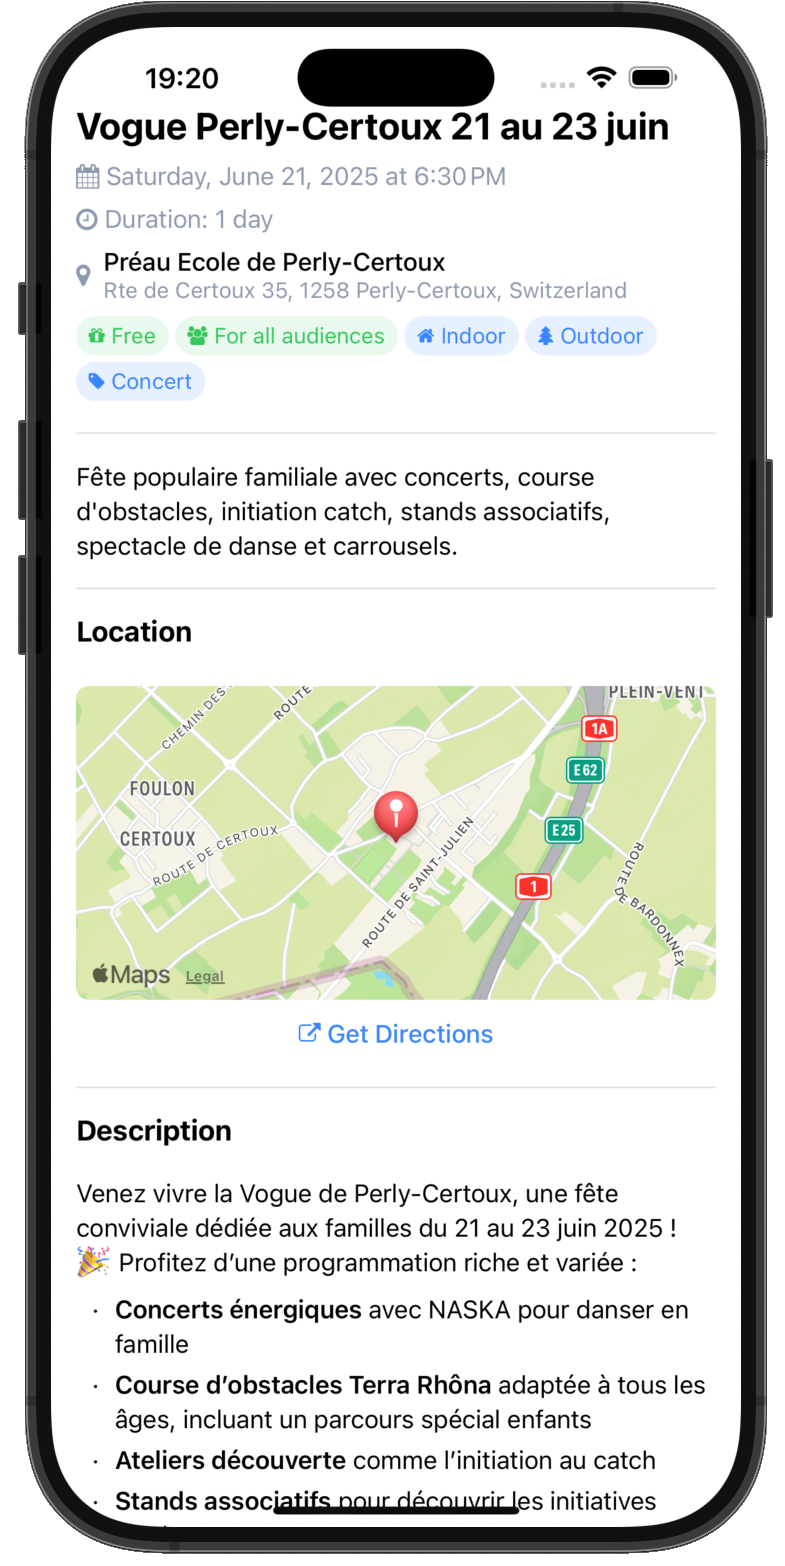 19:20
Vogue Perly-Certoux 21 au 23 juin
Saturday, June 21, 2025 at 6:30 PM
Duration: 1 day
Préau Ecole de Perly-Certoux
Rte de Certoux 35, 1258 Perly-Certoux, Switzerland
Free For all audiences Indoor Outdoor
Concert
Fête populaire familiale avec concerts, course
d'obstacles, initiation catch, stands associatifs,
spectacle de danse et carrousels.
Location
PLEIN-VENT
CHEMIN DES
ROUTE
1A
E 62
FOULON
CERTOUX
ROUTE DE CERTOUX
E 25
ROUTE DE SAINT-JULIEN
1
ROUTE DE BARDONNEX
Maps Legal
Get Directions
Description
Venez vivre la Vogue de Perly-Certoux, une fête
conviviale dédiée aux familles du 21 au 23 juin 2025 !
🎉 Profitez d’une programmation riche et variée :
· Concerts énergiques avec NASKA pour danser en
famille
· Course d’obstacles Terra Rhôna adaptée à tous les
âges, incluant un parcours spécial enfants
· Ateliers découverte comme l’initiation au catch
· Stands associatifs pour découvrir les initiatives